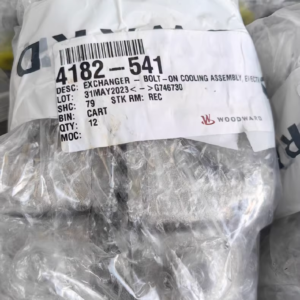 WARD
4182-541
DESC: EXCHANGER - BOLT-ON COOLING ASSEMBLY,
LOT: 31MAY2023< - >G746730
SHC: 79 STK RM: REC
BIN: CART
QTY: 12
MOC:
WOODWARD